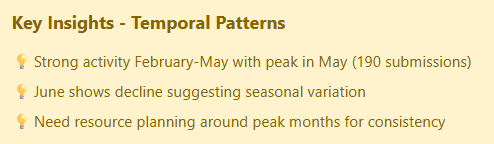 Key Insights - Temporal Patterns
💡 Strong activity February-May with peak in May (190 submissions)
💡 June shows decline suggesting seasonal variation
💡 Need resource planning around peak months for consistency